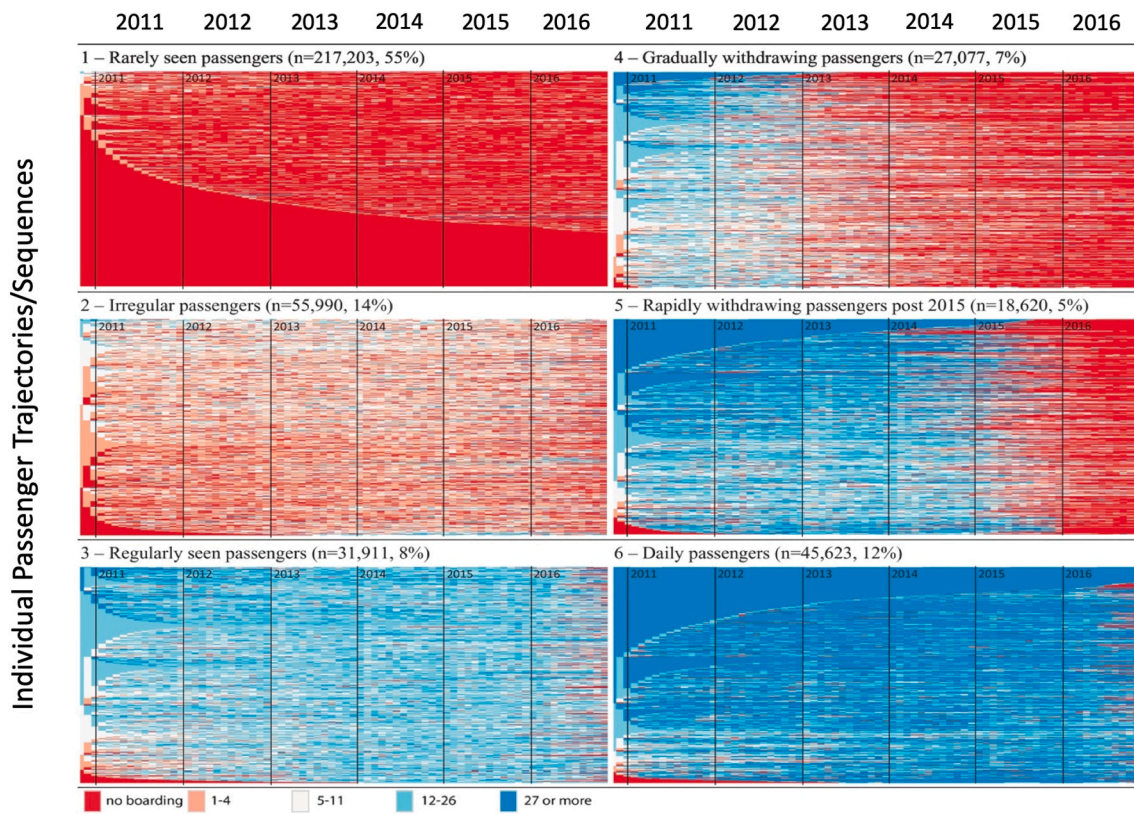 2011 2012 2013 2014 2015 2016 2011 2012 2013 2014 2015 2016
Individual Passenger Trajectories/Sequences
1 – Rarely seen passengers (n=217,203, 55%)
2011 2012 2013 2014 2015 2016
4 – Gradually withdrawing passengers (n=27,077, 7%)
2011 2012 2013 2014 2015 2016
2 – Irregular passengers (n=55,990, 14%)
2011 2012 2013 2014 2015 2016
5 – Rapidly withdrawing passengers post 2015 (n=18,620, 5%)
2011 2012 2013 2014 2015 2016
3 – Regularly seen passengers (n=31,911, 8%)
2011 2012 2013 2014 2015 2016
6 – Daily passengers (n=45,623, 12%)
2011 2012 2013 2014 2015 2016
no boarding 1-4 5-11 12-26 27 or more